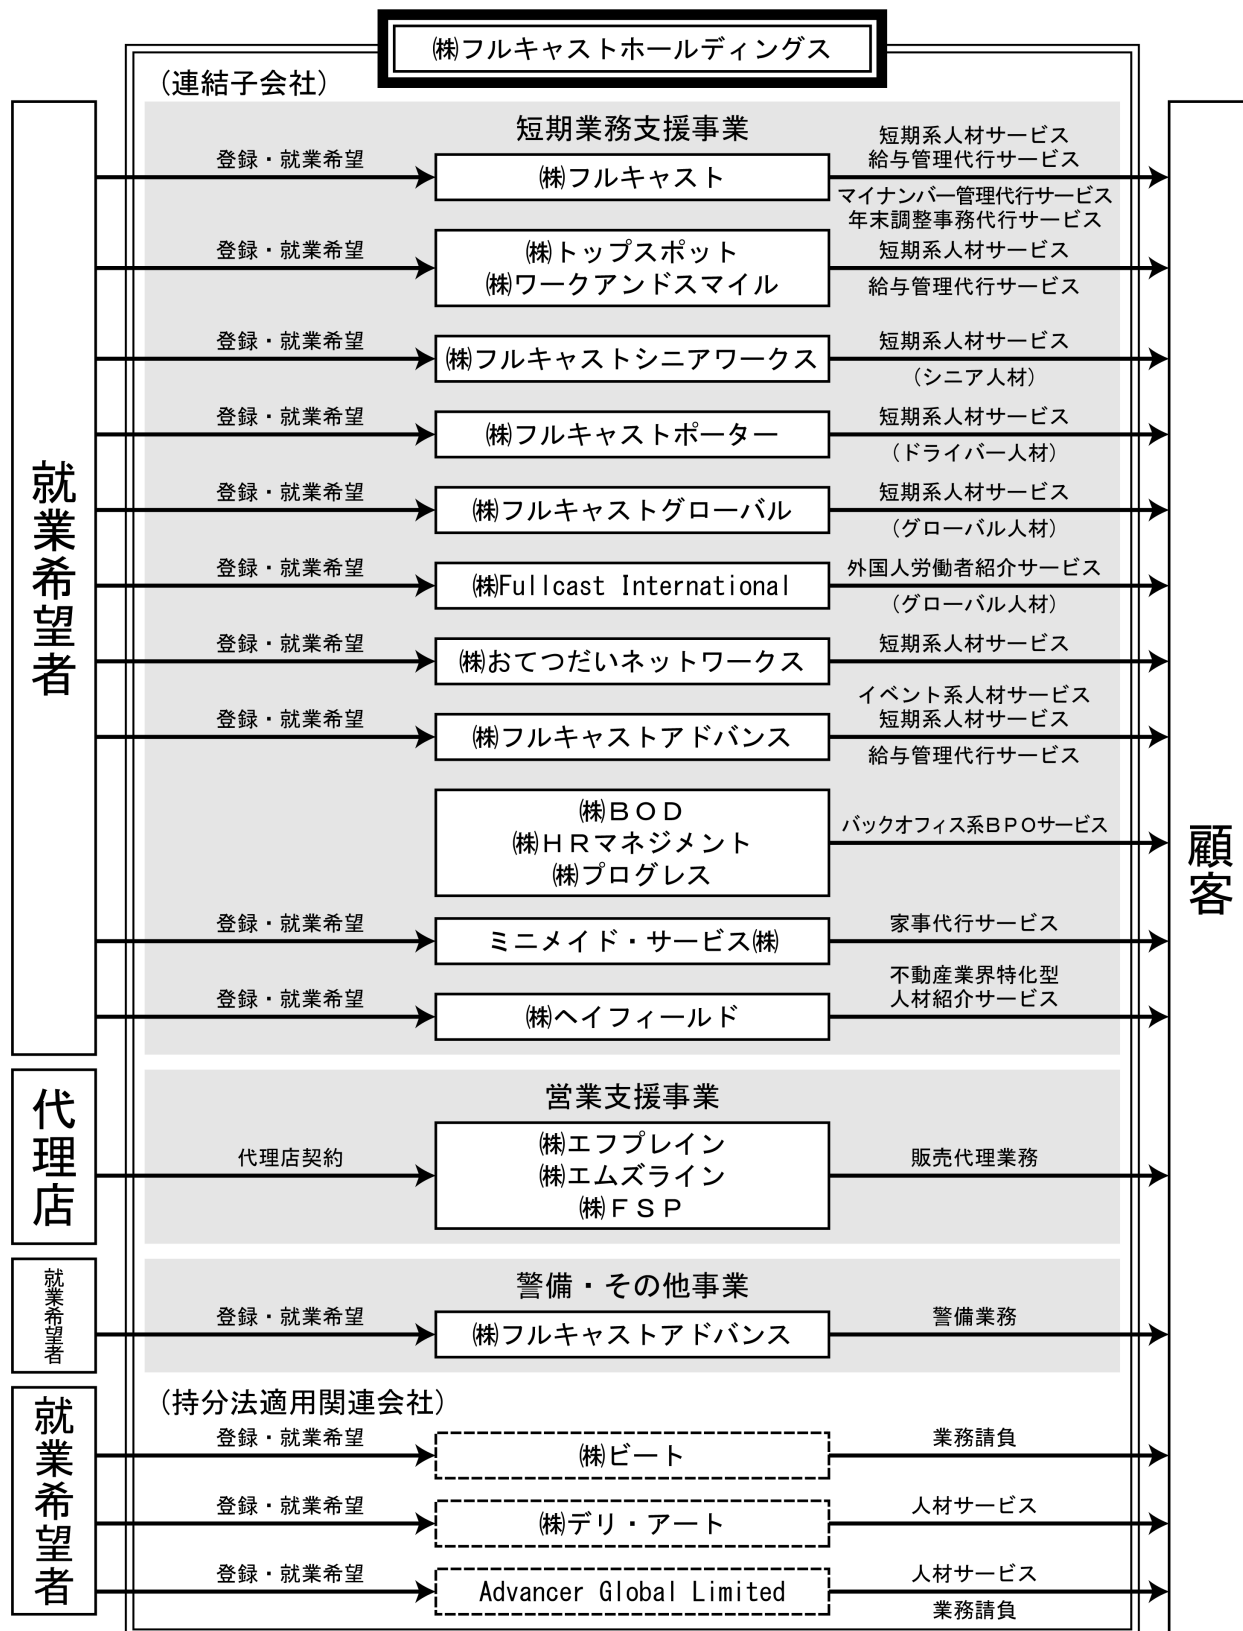 ㈱フルキャストホールディングス
（連結子会社）
就業希望者
顧客
短期業務支援事業
登録・就業希望
㈱フルキャスト
短期系人材サービス
給与管理代行サービス
マイナンバー管理代行サービス
年末調整事務代行サービス
登録・就業希望
㈱トップスポット
㈱ワークアンドスマイル
短期系人材サービス
給与管理代行サービス
登録・就業希望
㈱フルキャストシニアワークス
短期系人材サービス
（シニア人材）
登録・就業希望
㈱フルキャストポーター
短期系人材サービス
（ドライバー人材）
登録・就業希望
㈱フルキャストグローバル
短期系人材サービス
（グローバル人材）
登録・就業希望
㈱Fullcast International
外国人労働者紹介サービス
（グローバル人材）
登録・就業希望
㈱おてつだいネットワークス
短期系人材サービス
登録・就業希望
㈱フルキャストアドバンス
イベント系人材サービス
短期系人材サービス
給与管理代行サービス
㈱ＢＯＤ
㈱ＨＲマネジメント
㈱プログレス
バックオフィス系ＢＰＯサービス
登録・就業希望
ミニメイド・サービス㈱
家事代行サービス
登録・就業希望
㈱ヘイフィールド
不動産業界特化型
人材紹介サービス
代理店
営業支援事業
代理店契約
㈱エフプレイン
㈱エムズライン
㈱ＦＳＰ
販売代理業務
就業希望者
警備・その他事業
登録・就業希望
㈱フルキャストアドバンス
警備業務
就業希望者
（持分法適用関連会社）
登録・就業希望
㈱ビート
業務請負
登録・就業希望
㈱デリ・アート
人材サービス
登録・就業希望
Advancer Global Limited
人材サービス
業務請負